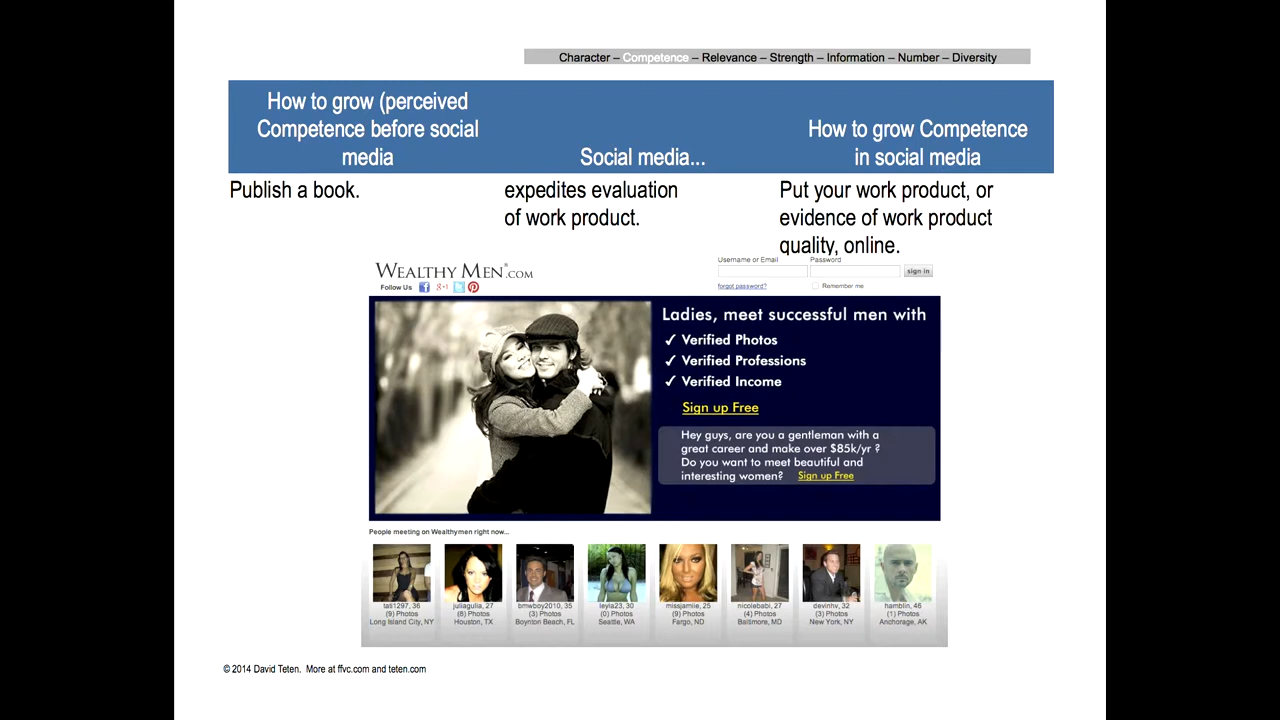 Character – Competence – Relevance – Strength – Information – Number – Diversity
How to grow (perceived
Competence before social
media
Social media...
How to grow Competence
in social media
Publish a book.
expedites evaluation
of work product.
Put your work product, or
evidence of work product
quality, online.
WEALTHY MEN®.COM
Follow Us
Username or Email
Password
sign in
forgot password?
Remember me
Ladies, meet successful men with
✓ Verified Photos
✓ Verified Professions
✓ Verified Income
Sign up Free
Hey guys, are you a gentleman with a
great career and make over $85k/yr ?
Do you want to meet beautiful and
interesting women? Sign up Free
People meeting on Wealthymen right now...
tati1297, 36
(9) Photos
Long Island City, NY
juliagulia, 27
(8) Photos
Houston, TX
bmwboy2010, 35
(3) Photos
Boynton Beach, FL
leyla23, 30
(0) Photos
Seattle, WA
missjamiie, 25
(9) Photos
Fargo, ND
nicolebabi, 27
(4) Photos
Baltimore, MD
devinhv, 32
(3) Photos
New York, NY
hamblin, 46
(1) Photos
Anchorage, AK
© 2014 David Teten. More at ffvc.com and teten.com